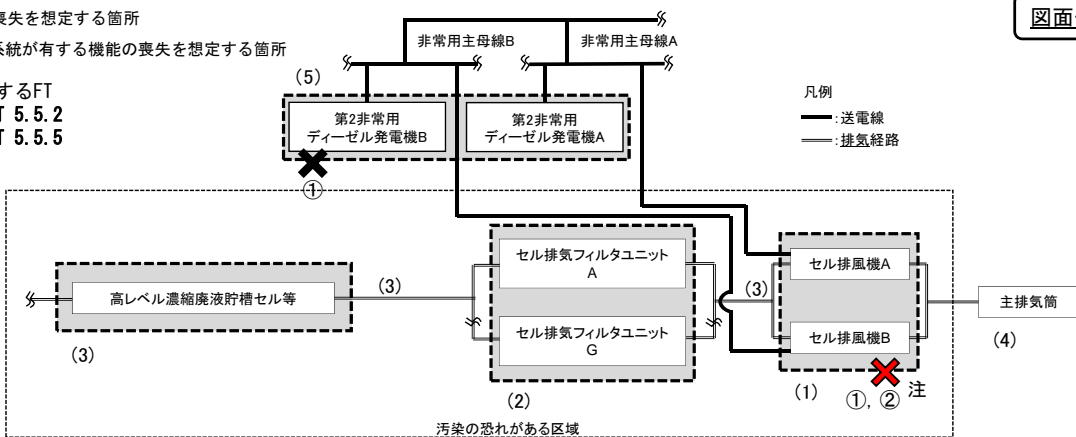 喪失を想定する箇所
系統が有する機能の喪失を想定する箇所
するFT
T 5.5.2
T 5.5.5
図面
非常用主母線B
非常用主母線A
(5)
第2非常用
ディーゼル発電機B
第2非常用
ディーゼル発電機A
①
凡例
:送電線
:排気経路
高レベル濃縮廃液貯槽セル等
(3)
(3)
セル排気フィルタユニット
A
セル排気フィルタユニット
G
(2)
(3)
セル排風機A
セル排風機B
(1)
①, ② 注
主排気筒
(4)
汚染の恐れがある区域